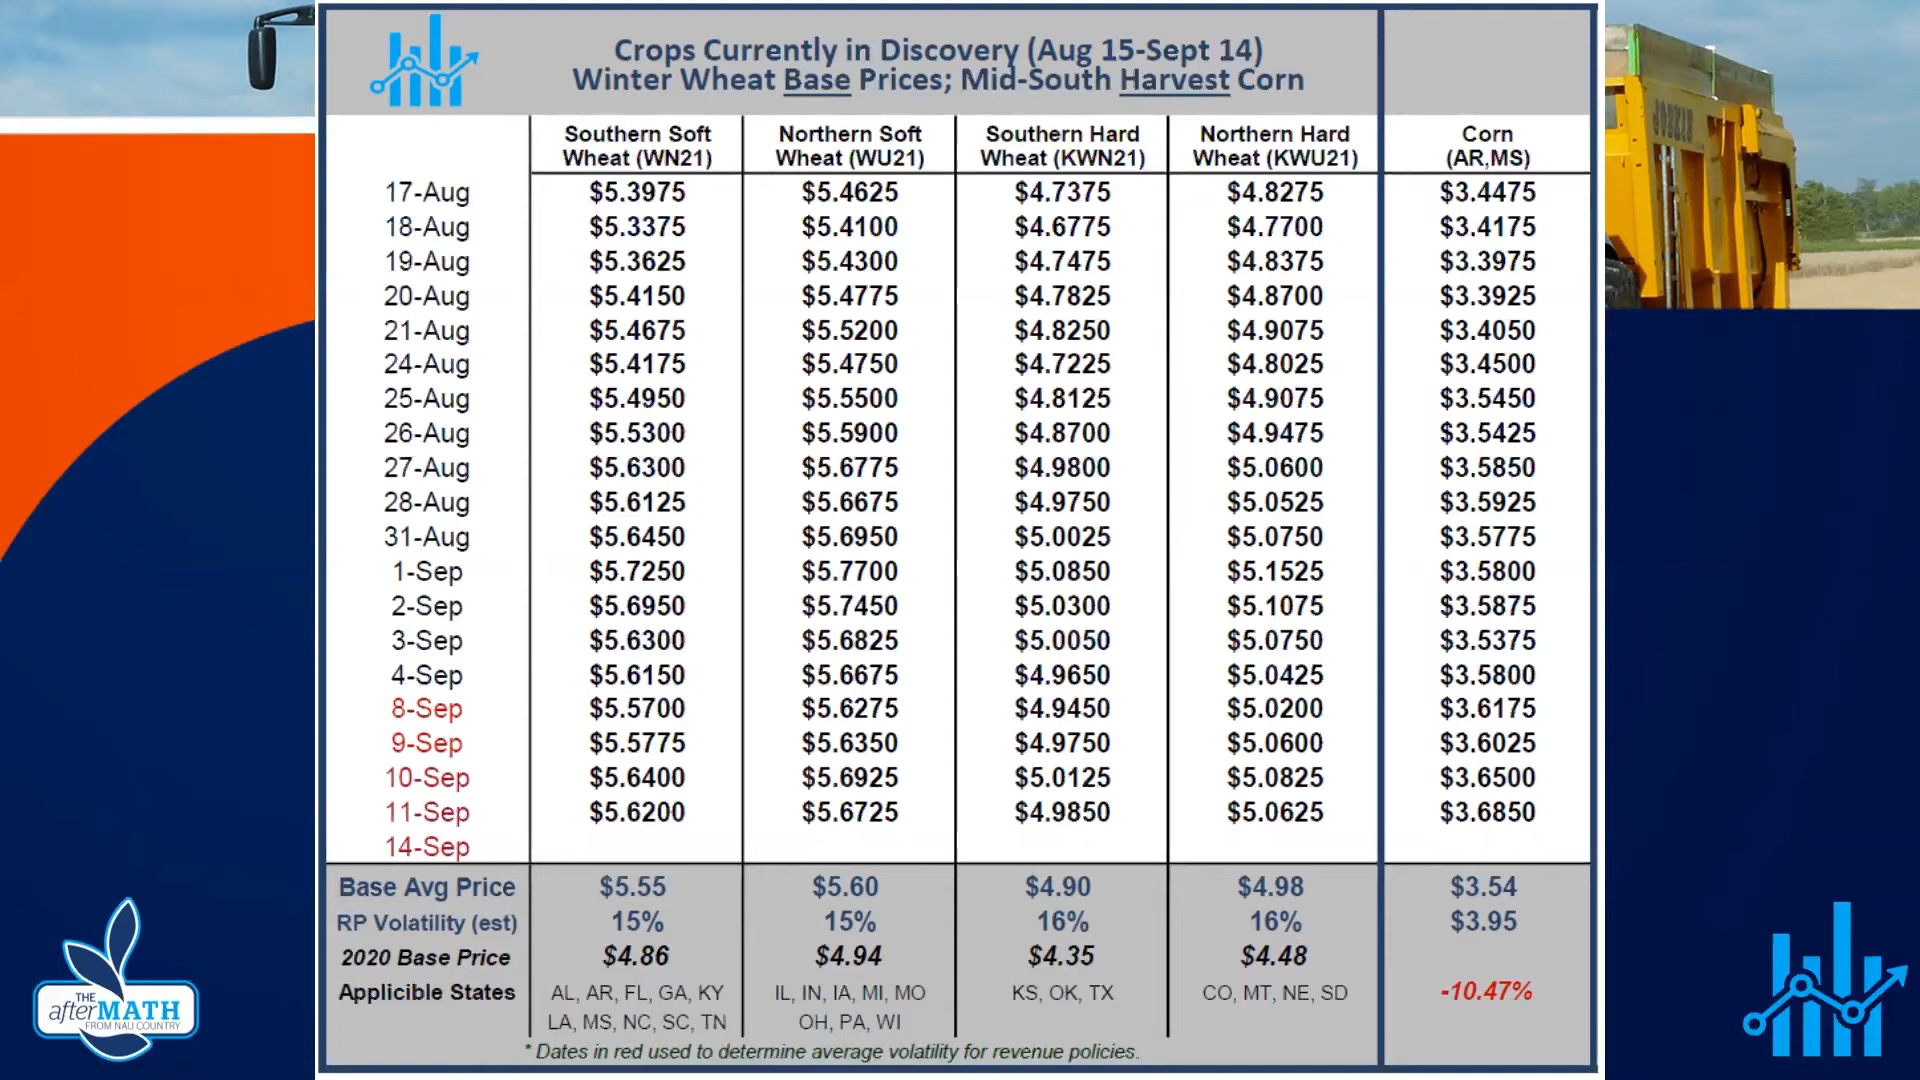 Crops Currently in Discovery (Aug 15-Sept 14)
Winter Wheat Base Prices; Mid-South Harvest Corn
Southern Soft Wheat (WN21) Northern Soft Wheat (WU21) Southern Hard Wheat (KWN21) Northern Hard Wheat (KWU21) Corn (AR,MS)
17-Aug $5.3975 $5.4625 $4.7375 $4.8275 $3.4475
18-Aug $5.3375 $5.4100 $4.6775 $4.7700 $3.4175
19-Aug $5.3625 $5.4300 $4.7475 $4.8375 $3.3975
20-Aug $5.4150 $5.4775 $4.7825 $4.8700 $3.3925
21-Aug $5.4675 $5.5200 $4.8250 $4.9075 $3.4050
24-Aug $5.4175 $5.4750 $4.7225 $4.8025 $3.4500
25-Aug $5.4950 $5.5500 $4.8125 $4.9075 $3.5450
26-Aug $5.5300 $5.5900 $4.8700 $4.9475 $3.5425
27-Aug $5.6300 $5.6775 $4.9800 $5.0600 $3.5850
28-Aug $5.6125 $5.6675 $4.9750 $5.0525 $3.5925
31-Aug $5.6450 $5.6950 $5.0025 $5.0750 $3.5775
1-Sep $5.7250 $5.7700 $5.0850 $5.1525 $3.5800
2-Sep $5.6950 $5.7450 $5.0300 $5.1075 $3.5875
3-Sep $5.6300 $5.6825 $5.0050 $5.0750 $3.5375
4-Sep $5.6150 $5.6675 $4.9650 $5.0425 $3.5800
8-Sep $5.5700 $5.6275 $4.9450 $5.0200 $3.6175
9-Sep $5.5775 $5.6350 $4.9750 $5.0600 $3.6025
10-Sep $5.6400 $5.6925 $5.0125 $5.0825 $3.6500
11-Sep $5.6200 $5.6725 $4.9850 $5.0625 $3.6850
14-Sep
Base Avg Price $5.55 $5.60 $4.90 $4.98 $3.54
RP Volatility (est) 15% 15% 16% 16% $3.95
2020 Base Price $4.86 $4.94 $4.35 $4.48
Applicible States AL, AR, FL, GA, KY IL, IN, IA, MI, MO KS, OK, TX CO, MT, NE, SD -10.47%
LA, MS, NC, SC, TN OH, PA, WI
* Dates in red used to determine average volatility for revenue policies.
THE
afterMATH
FROM NAU COUNTRY